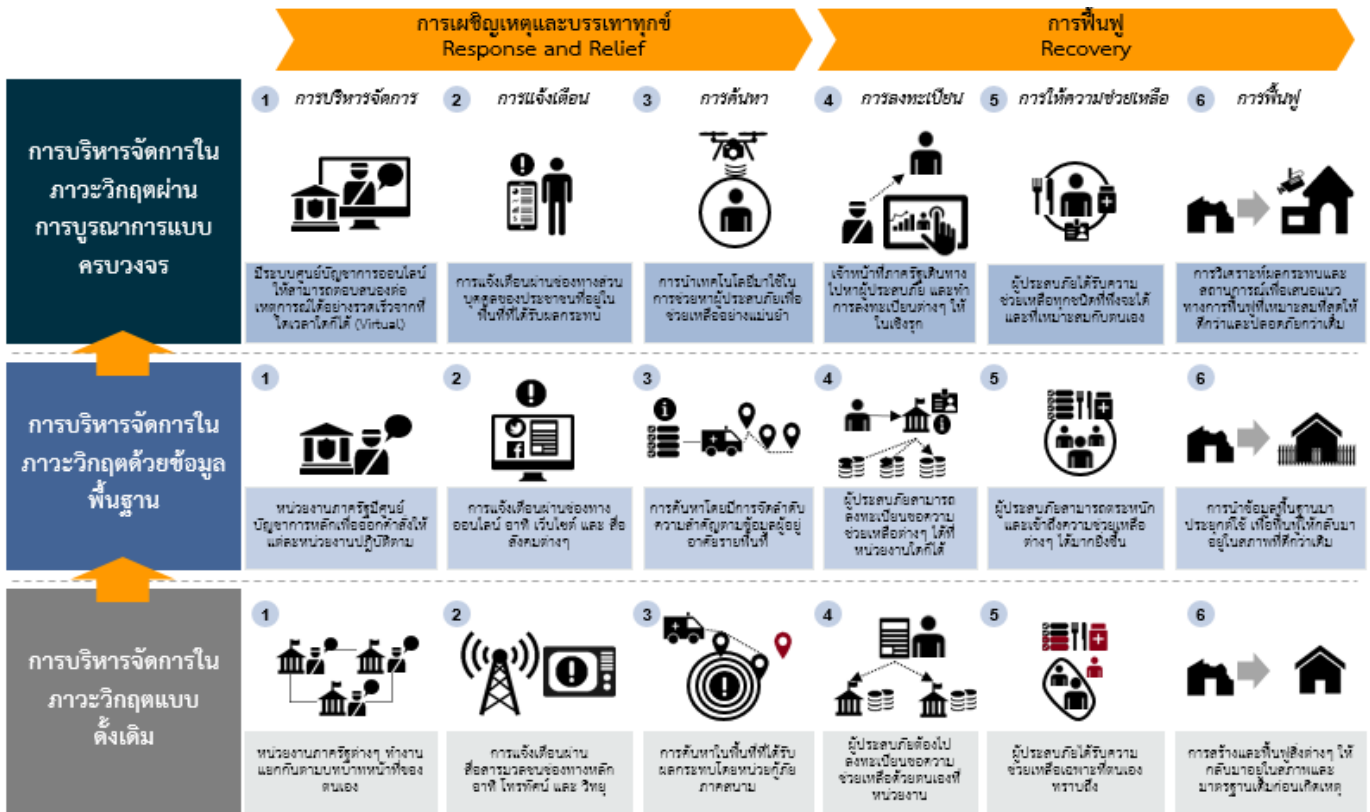 การเผชิญเหตุและบรรเทาทุกข์
Response and Relief
การฟื้นฟู
Recovery
การบริหารจัดการใน
ภาวะวิกฤตผ่าน
การบูรณาการแบบ
ครบวงจร
1 การบริหารจัดการ
2 การแจ้งเตือน
3 การค้นหา
4 การลงทะเบียน
5 การให้ความช่วยเหลือ
6 การฟื้นฟู
มีระบบศูนย์บัญชาการออนไลน์
ให้สามารถตอบสนองต่อ
เหตุการณ์ได้อย่างรวดเร็วจากที่
ใดเวลาใดก็ได้ (Virtual)
การแจ้งเตือนผ่านช่องทางส่วน
บุคคลของประชาชนที่อยู่ใน
พื้นที่ที่ได้รับผลกระทบ
การนำเทคโนโลยีมาใช้ใน
การช่วยหาผู้ประสบภัยเพื่อ
ช่วยเหลืออย่างแม่นยำ
เจ้าหน้าที่ภาครัฐเดินทาง
ไปหาผู้ประสบภัย และทำ
การลงทะเบียนต่างๆ ให้
ในเชิงรุก
ผู้ประสบภัยได้รับความ
ช่วยเหลือทุกชนิดที่พึงจะได้
และที่เหมาะสมกับตนเอง
การวิเคราะห์ผลกระทบและ
สถานการณ์เพื่อเสนอแนว
ทางการฟื้นฟูที่เหมาะสมที่สุดให้
ดีกว่าและปลอดภัยกว่าเดิม
การบริหารจัดการใน
ภาวะวิกฤตด้วยข้อมูล
พื้นฐาน
1
2
3
4
5
6
หน่วยงานภาครัฐมีศูนย์
บัญชาการหลักเพื่อออกคำสั่งให้
แต่ละหน่วยงานปฏิบัติตาม
การแจ้งเตือนผ่านช่องทาง
ออนไลน์ อาทิ เว็บไซต์ และ สื่อ
สังคมต่างๆ
การค้นหาโดยมีการจัดลำดับ
ความสำคัญตามข้อมูลผู้อยู่
อาศัยรายพื้นที่
ผู้ประสบภัยสามารถ
ลงทะเบียนขอความ
ช่วยเหลือต่างๆ ได้ที่
หน่วยงานใดก็ได้
ผู้ประสบภัยสามารถตระหนัก
และเข้าถึงความช่วยเหลือ
ต่างๆ ได้มากยิ่งขึ้น
การนำข้อมูลพื้นฐานมา
ประยุกต์ใช้ เพื่อฟื้นฟูให้กลับมา
อยู่ในสภาพที่ดีกว่าเดิม
การบริหารจัดการใน
ภาวะวิกฤตแบบ
ดั้งเดิม
1
2
3
4
5
6
หน่วยงานภาครัฐต่างๆ ทำงาน
แยกกันตามบทบาทหน้าที่ของ
ตนเอง
การแจ้งเตือนผ่าน
สื่อสารมวลชนช่องทางหลัก
อาทิ โทรทัศน์ และ วิทยุ
การค้นหาในพื้นที่ที่ได้รับ
ผลกระทบโดยหน่วยกู้ภัย
ภาคสนาม
ผู้ประสบภัยต้องไป
ลงทะเบียนขอความ
ช่วยเหลือด้วยตนเองที่
หน่วยงาน
ผู้ประสบภัยได้รับความ
ช่วยเหลือเฉพาะที่ตนเอง
ทราบถึง
การสร้างและฟื้นฟูสิ่งต่างๆ ให้
กลับมาอยู่ในสภาพและ
มาตรฐานเดิมก่อนเกิดเหตุ